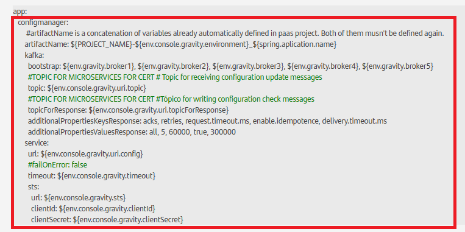 app:
configmanager:
#artifactName is a concatenation of variables already automatically defined in paas project. Both of them musn't be defined again.
artifactName: ${PROJECT_NAME}-${env.gravity.environment}_${spring.aplication.name}
kafka:
bootstrap: ${env.gravity.broker1}, ${env.gravity.broker2}, ${env.gravity.broker3}, ${env.gravity.broker4}, ${env.gravity.broker5}
#TOPIC FOR MICROSERVICES FOR CERT # Topic for receiving configuration update messages
topic: ${env.console.gravity.uri.topic}
#TOPIC FOR MICROSERVICES FOR CERT #Topico for writing configuration check messages
topicForResponse: ${env.console.gravity.uri.topicForResponse}
additionalPropertiesKeysResponse: acks, retries, request.timeout.ms, enable.idempotence, delivery.timeout.ms
additionalPropertiesValuesResponse: all, 5, 60000, true, 300000
service:
url: ${env.console.gravity.uri.config}
#failOnError: false
timeout: ${env.console.gravity.timeout}
sts:
url: ${env.console.gravity.sts}
clientId: ${env.console.gravity.clientId}
clientSecret: ${env.console.gravity.clientSecret}